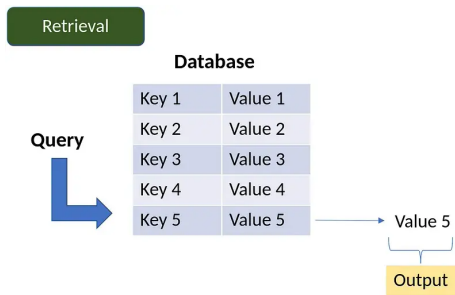 Retrieval
Database
Key 1 Value 1
Key 2 Value 2
Query
Key 3 Value 3
Key 4 Value 4
Key 5 Value 5
Value 5
Output